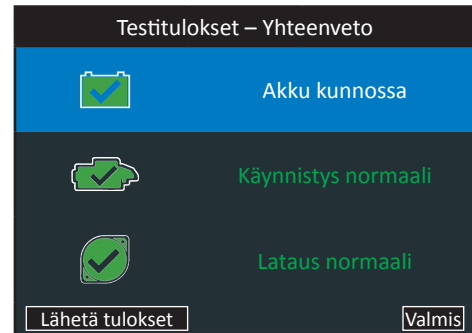 Testitulokset – Yhteenveto
Akku kunnossa
Käynnistys normaali
Lataus normaali
Lähetä tulokset
Valmis